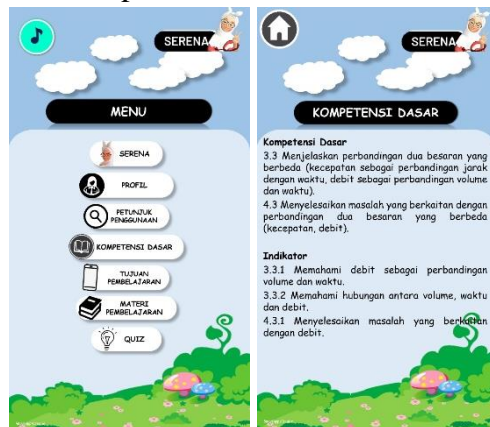 SERENA
MENU
SERENA
PROFIL
PETUNJUK
PENGGUNAAN
KOMPETENSI DASAR
TUJUAN
PEMBELAJARAN
MATERI
PEMBELAJARAN
QUIZ
SERENA
KOMPETENSI DASAR
Kompetensi Dasar
3.3 Menjelaskan perbandingan dua besaran yang
berbeda (kecepatan sebagai perbandingan jarak
dengan waktu, debit sebagai perbandingan volume
dan waktu).
4.3 Menyelesaikan masalah yang berkaitan dengan
perbandingan dua besaran yang berbeda
(kecepatan, debit).
Indikator
3.3.1 Memahami debit sebagai perbandingan
volume dan waktu.
3.3.2 Memahami hubungan antara volume, waktu
dan debit.
4.3.1 Menyelesaikan masalah yang berkaitan
dengan debit.